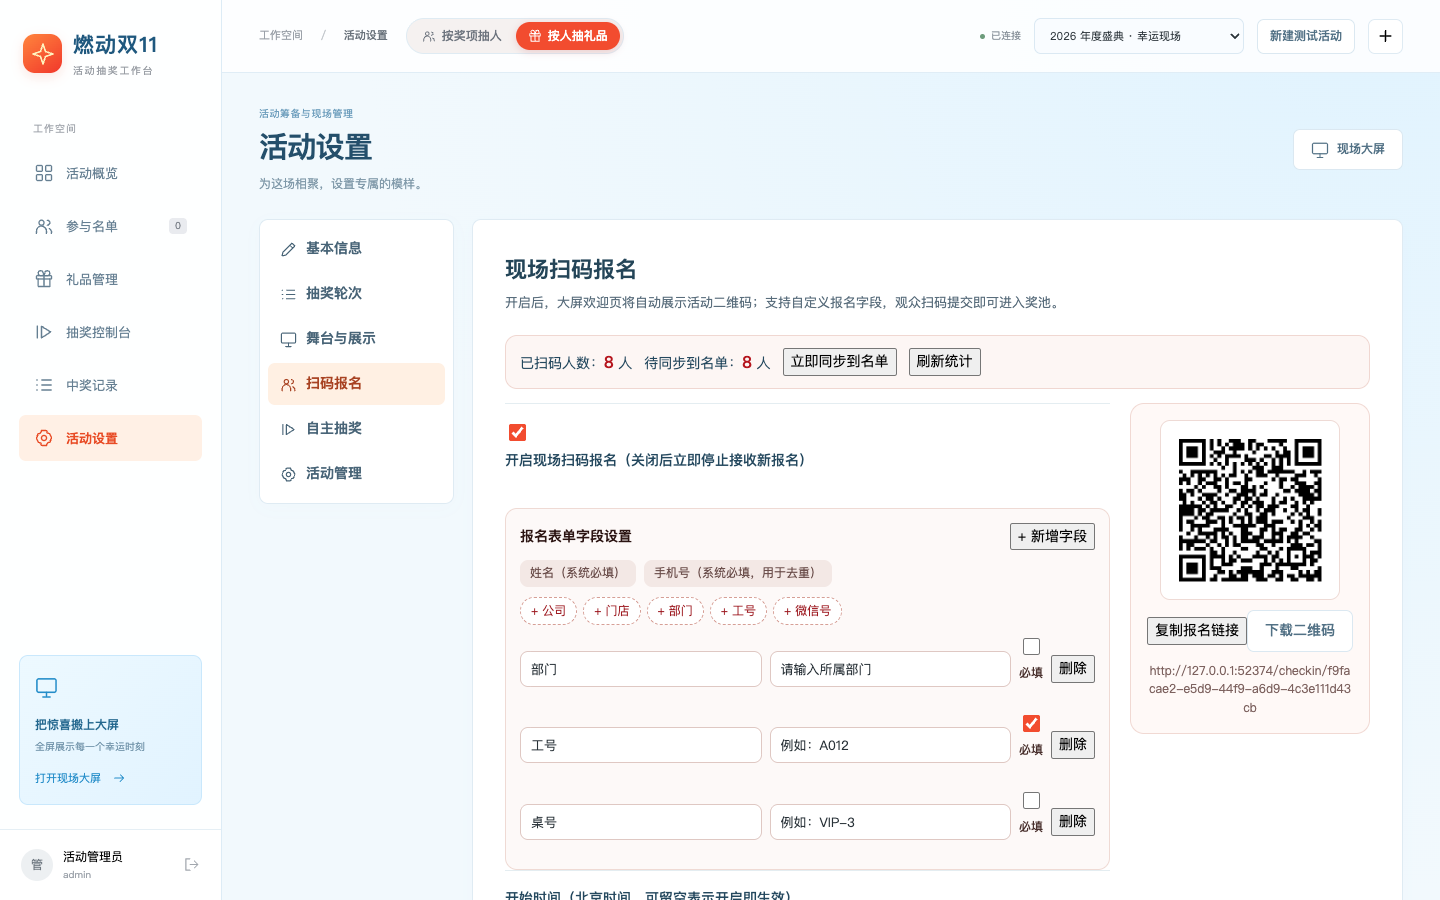 燃动双11
活动抽奖工作台
工作空间
活动概览
参与名单
0
礼品管理
抽奖控制台
中奖记录
活动设置
把惊喜搬上大屏
全屏展示每一个幸运时刻
打开现场大屏 →
管
活动管理员
admin
工作空间 / 活动设置
按奖项抽人
按人抽礼品
已连接
2026 年度盛典 · 幸运现场
新建测试活动
+
活动筹备与现场管理
活动设置
为这场相聚，设置专属的模样。
现场大屏
基本信息
抽奖轮次
舞台与展示
扫码报名
自主抽奖
活动管理
现场扫码报名
开启后，大屏欢迎页将自动展示活动二维码；支持自定义报名字段，观众扫码提交即可进入奖池。
已扫码人数：8 人 待同步到名单：8 人 立即同步到名单 刷新统计
开启现场扫码报名（关闭后立即停止接收新报名）
报名表单字段设置
+ 新增字段
姓名（系统必填） 手机号（系统必填，用于去重）
+ 公司 + 门店 + 部门 + 工号 + 微信号
部门 请输入所属部门 必填 删除
工号 例如：A012 必填 删除
桌号 例如：VIP-3 必填 删除
开始时间（北京时间，可留空表示开启即生效）
复制报名链接 下载二维码
http://127.0.0.1:52374/checkin/f9fa
cae2-e5d9-44f9-a6d9-4c3e111d43
cb